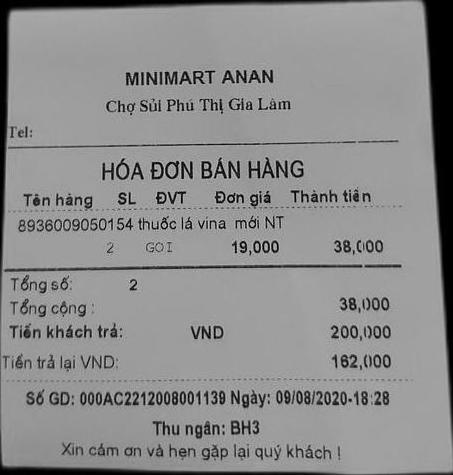 MINIMART ANAN
Chợ Sủi Phú Thị Gia Lâm
Tel:
HÓA ĐƠN BÁN HÀNG
Tên hàng SL ĐVT Đơn giá Thành tiền
8936009050154 thuốc lá vina mới NT
2 GOI 19,000 38,000
Tổng số: 2
Tổng cộng : 38,000
Tiền khách trả: VND 200,000
Tiền trả lại VND: 162,000
Số GD: 000AC2212008001139 Ngày: 09/08/2020-18:28
Thu ngân: BH3
Xin cám ơn và hẹn gặp lại quý khách !